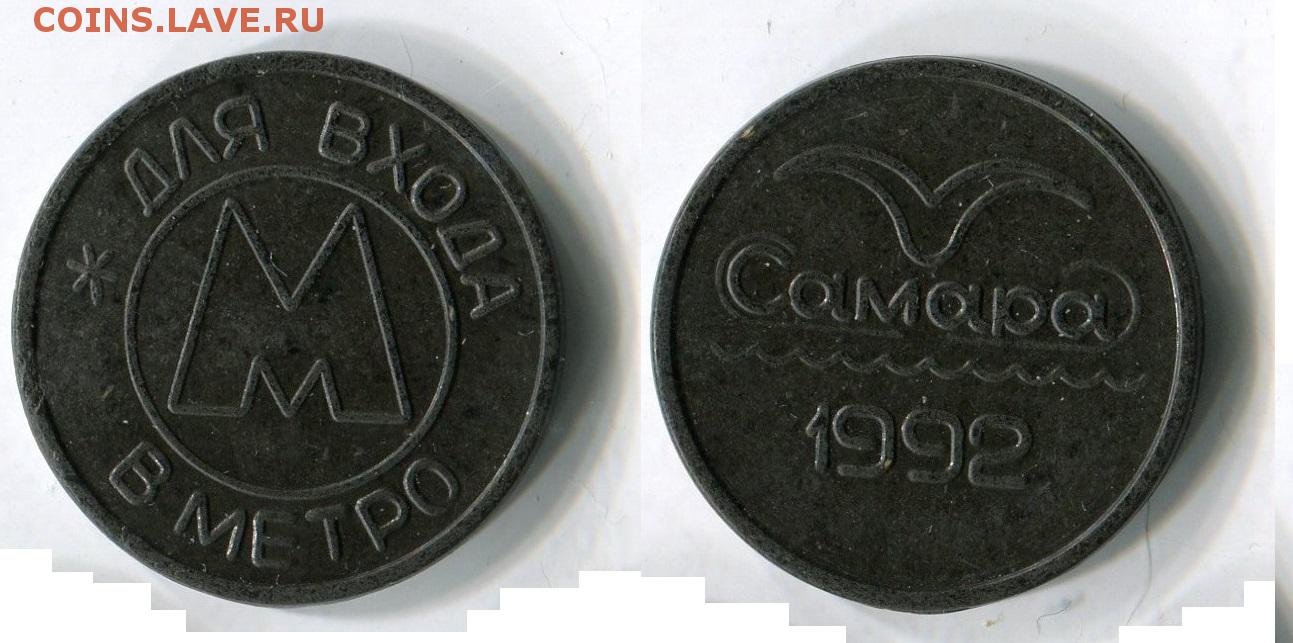 COINS.LAVE.RU
* ДЛЯ ВХОДА
В МЕТРО
М
Самара
1992